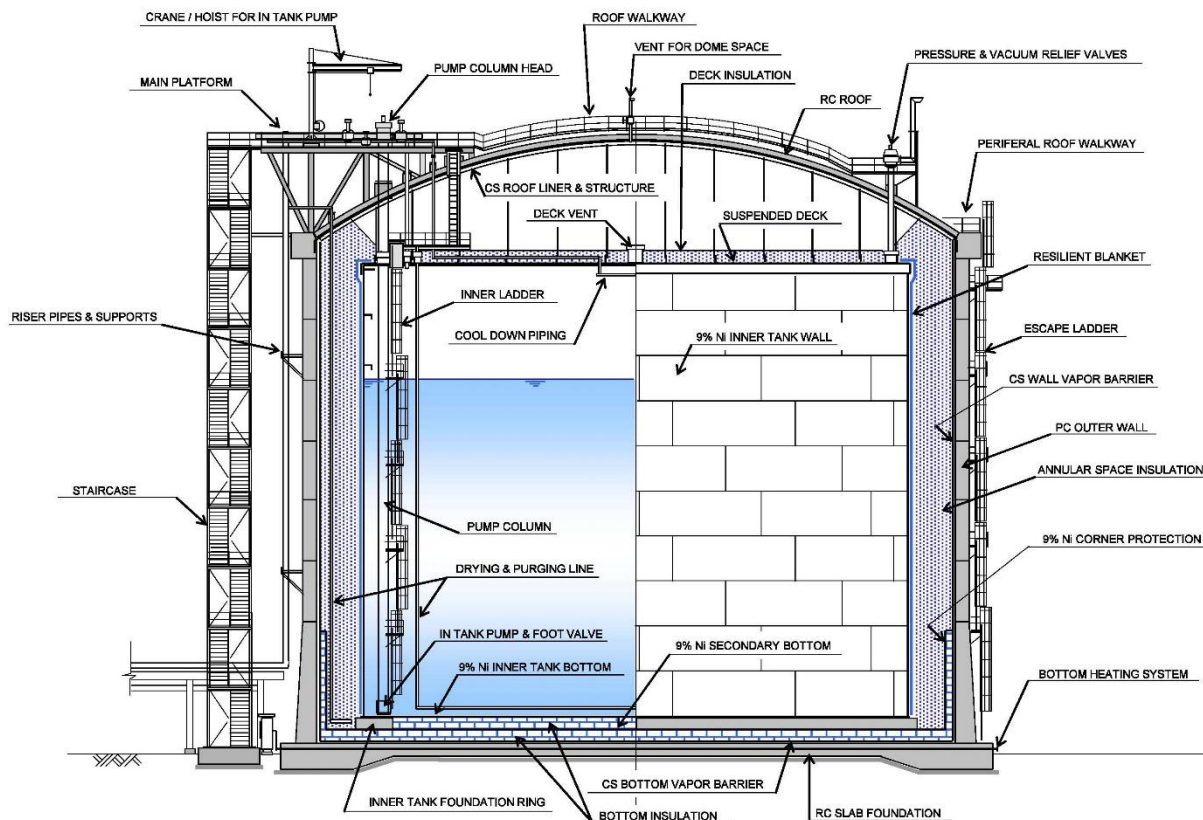 CRANE / HOIST FOR IN TANK PUMP
ROOF WALKWAY
VENT FOR DOME SPACE
PRESSURE & VACUUM RELIEF VALVES
PUMP COLUMN HEAD
DECK INSULATION
MAIN PLATFORM
RC ROOF
PERIFERAL ROOF WALKWAY
CS ROOF LINER & STRUCTURE
DECK VENT
SUSPENDED DECK
RESILIENT BLANKET
INNER LADDER
RISER PIPES & SUPPORTS
COOL DOWN PIPING
9% Ni INNER TANK WALL
ESCAPE LADDER
CS WALL VAPOR BARRIER
PC OUTER WALL
ANNULAR SPACE INSULATION
STAIRCASE
PUMP COLUMN
9% Ni CORNER PROTECTION
DRYING & PURGING LINE
IN TANK PUMP & FOOT VALVE
9% Ni SECONDARY BOTTOM
9% Ni INNER TANK BOTTOM
BOTTOM HEATING SYSTEM
CS BOTTOM VAPOR BARRIER
INNER TANK FOUNDATION RING
BOTTOM INSULATION
RC SLAB FOUNDATION